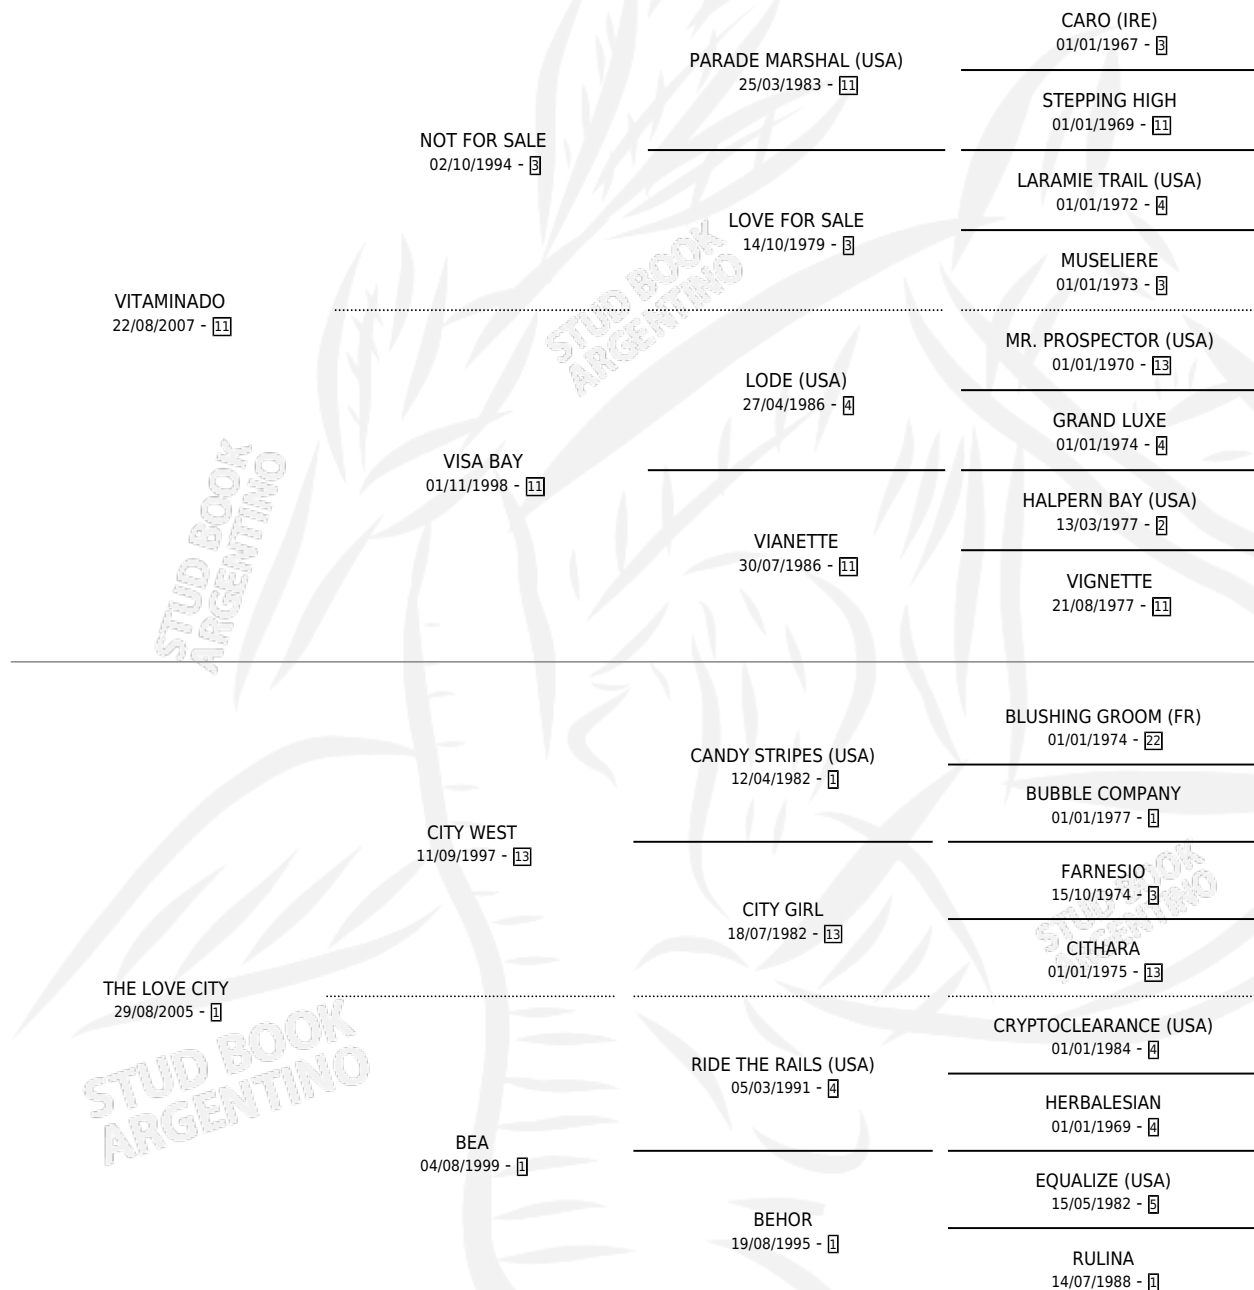 CARO (IRE)
01/01/1967 - 3
PARADE MARSHAL (USA)
25/03/1983 - 11
STEPPING HIGH
01/01/1969 - 11
NOT FOR SALE
02/10/1994 - 3
LARAMIE TRAIL (USA)
01/01/1972 - 4
LOVE FOR SALE
14/10/1979 - 3
MUSELIERE
01/01/1973 - 3
STUD BOOK
ARGENTINO
VITAMINADO
22/08/2007 - 11
MR. PROSPECTOR (USA)
01/01/1970 - 13
LODE (USA)
27/04/1986 - 4
GRAND LUXE
01/01/1974 - 4
VISA BAY
01/11/1998 - 11
HALPERN BAY (USA)
13/03/1977 - 2
VIANETTE
30/07/1986 - 11
VIGNETTE
21/08/1977 - 11
STUD BOOK
ARGENTINO
BLUSHING GROOM (FR)
01/01/1974 - 22
CANDY STRIPES (USA)
12/04/1982 - 1
BUBBLE COMPANY
01/01/1977 - 1
CITY WEST
11/09/1997 - 13
FARNESIO
15/10/1974 - 3
CITY GIRL
18/07/1982 - 13
CITHARA
01/01/1975 - 13
STUD BOOK
ARGENTINO
THE LOVE CITY
29/08/2005 - 1
CRYPTOCLEARANCE (USA)
01/01/1984 - 4
RIDE THE RAILS (USA)
05/03/1991 - 4
HERBALESIAN
01/01/1969 - 4
STUD BOOK
ARGENTINO
BEA
04/08/1999 - 1
EQUALIZE (USA)
15/05/1982 - 5
BEHOR
19/08/1995 - 1
RULINA
14/07/1988 - 1